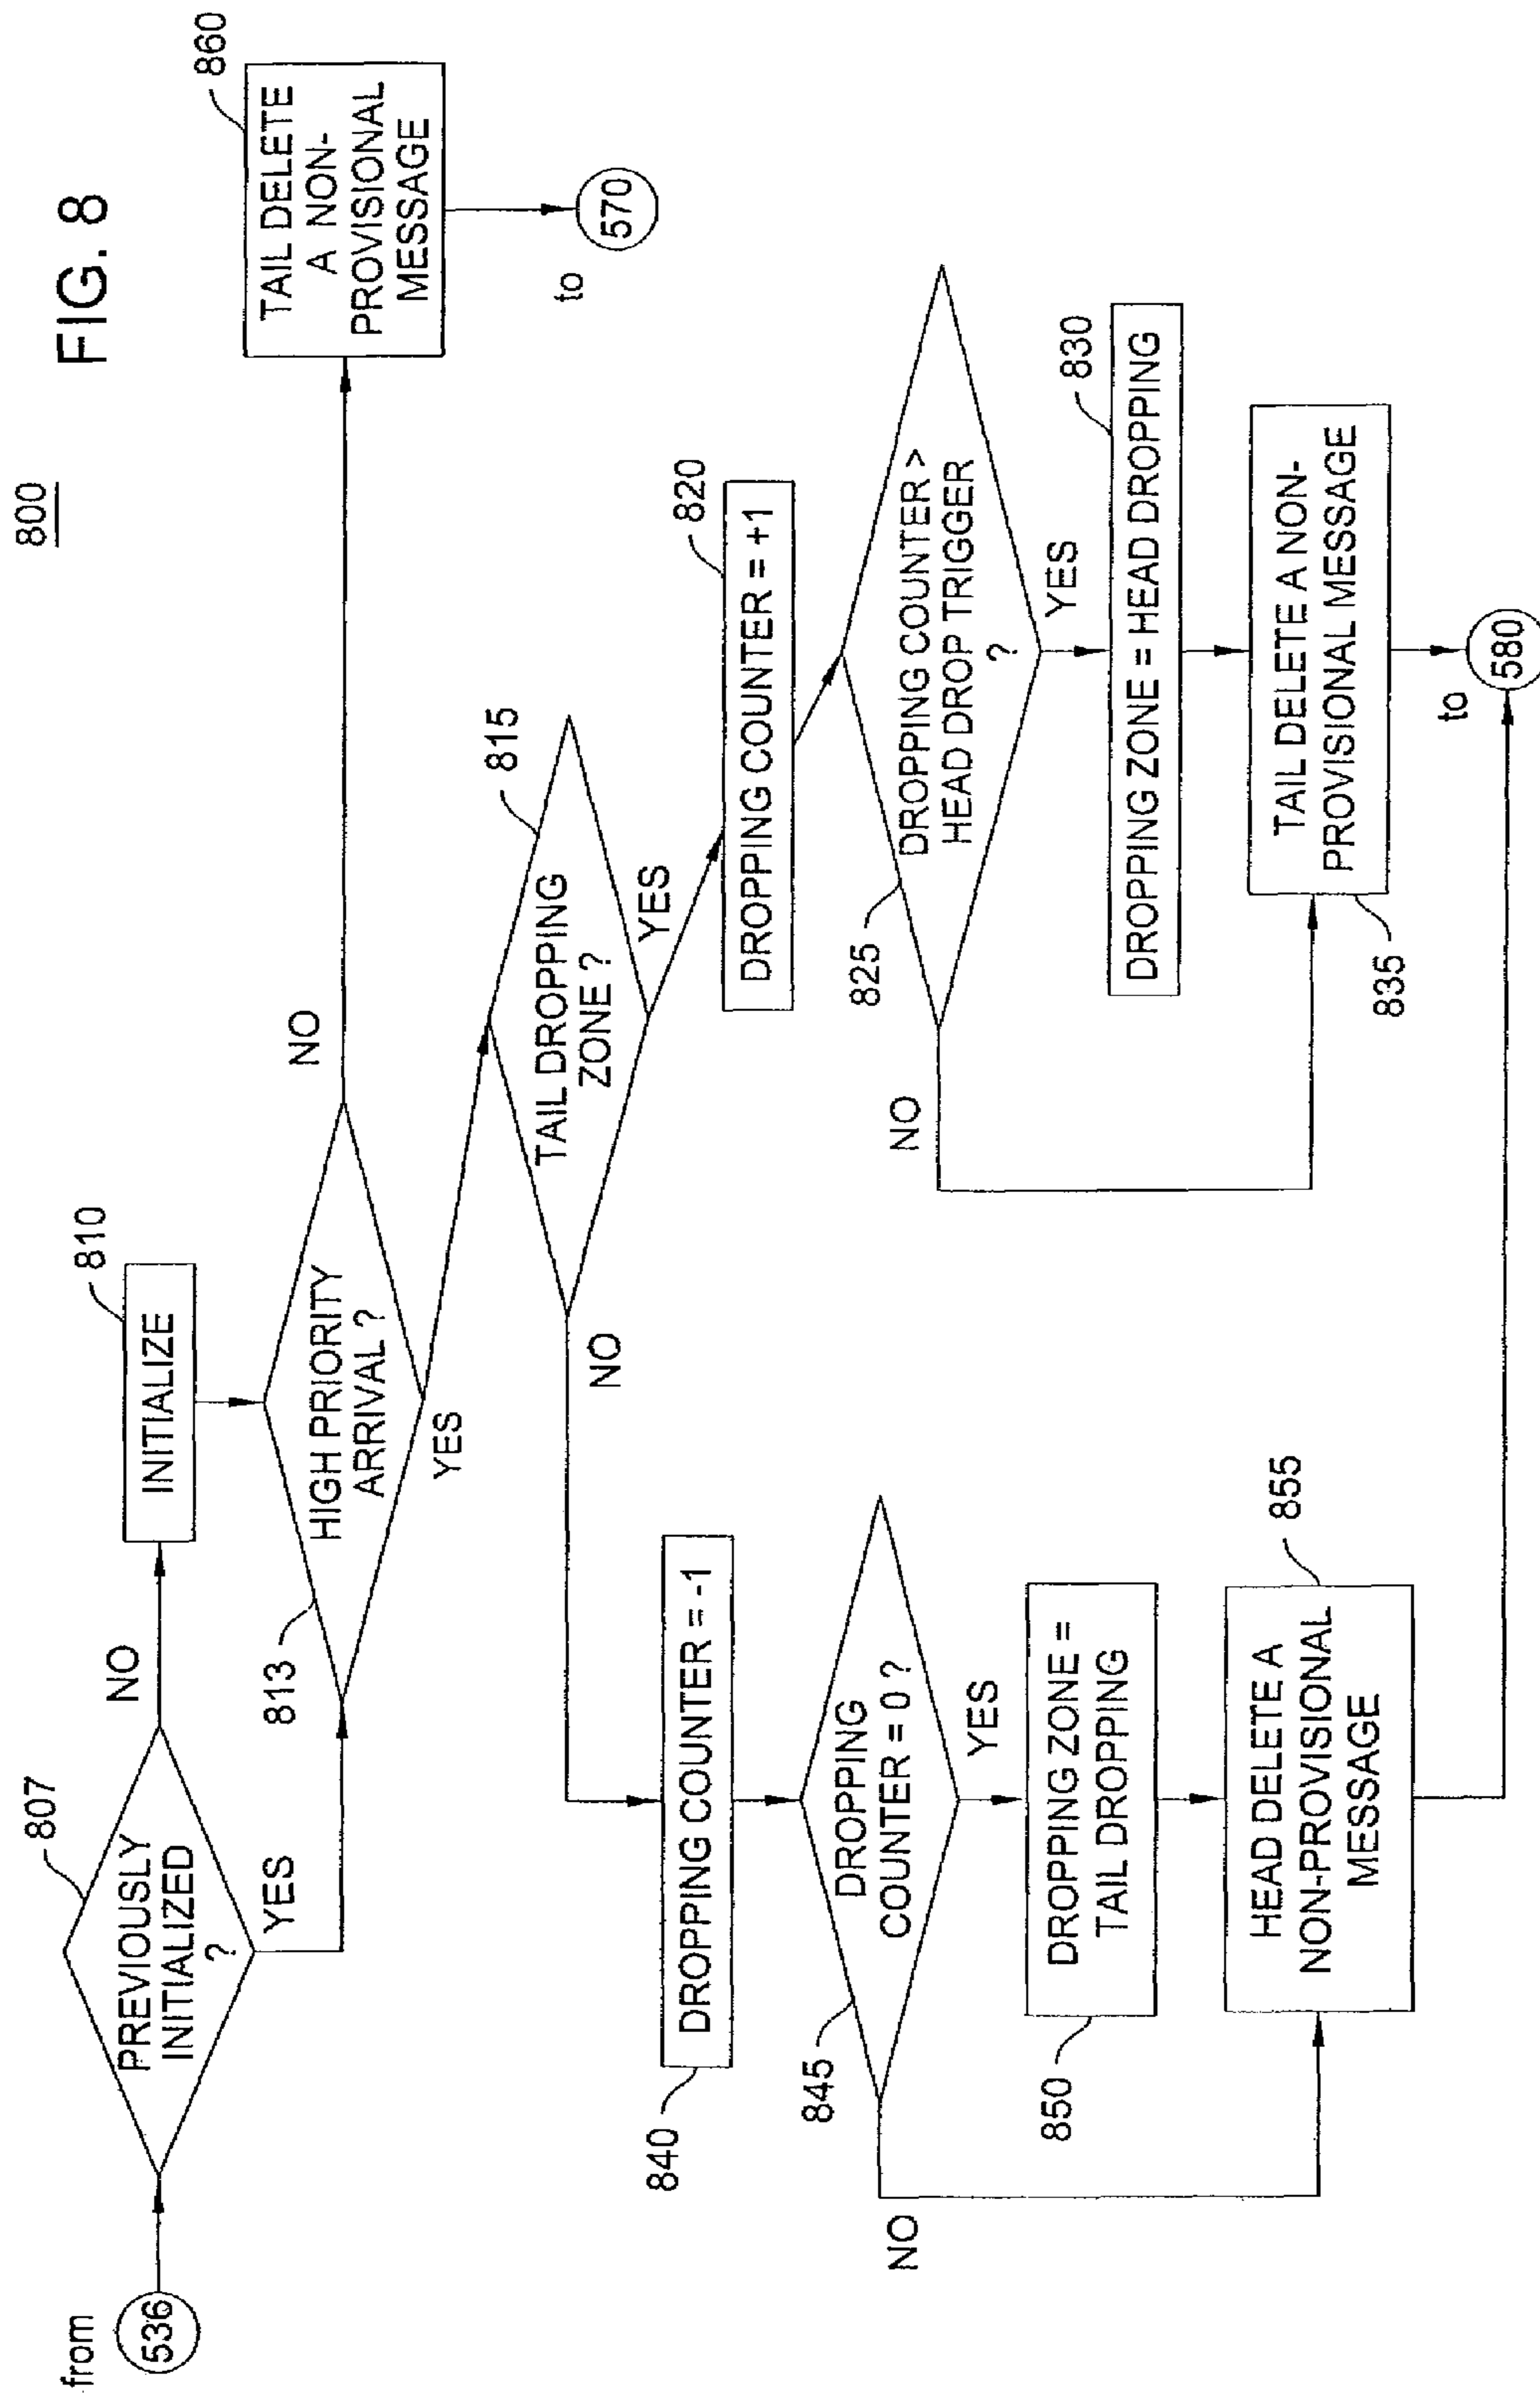 800
FIG. 8
from
536
807
PREVIOUSLY
INITIALIZED
?
NO
YES
810
INITIALIZE
813
HIGH PRIORITY
ARRIVAL ?
NO
YES
860
TAIL DELETE
A NON-
PROVISIONAL
MESSAGE
to
570
815
TAIL DROPPING
ZONE ?
NO
YES
820
DROPPING COUNTER = +1
825
DROPPING COUNTER >
HEAD DROP TRIGGER
?
NO
YES
830
DROPPING ZONE = HEAD DROPPING
835
TAIL DELETE A NON-
PROVISIONAL MESSAGE
to
580
840
DROPPING COUNTER = -1
845
DROPPING
COUNTER = 0 ?
NO
YES
850
DROPPING ZONE =
TAIL DROPPING
855
HEAD DELETE A
NON-PROVISIONAL
MESSAGE